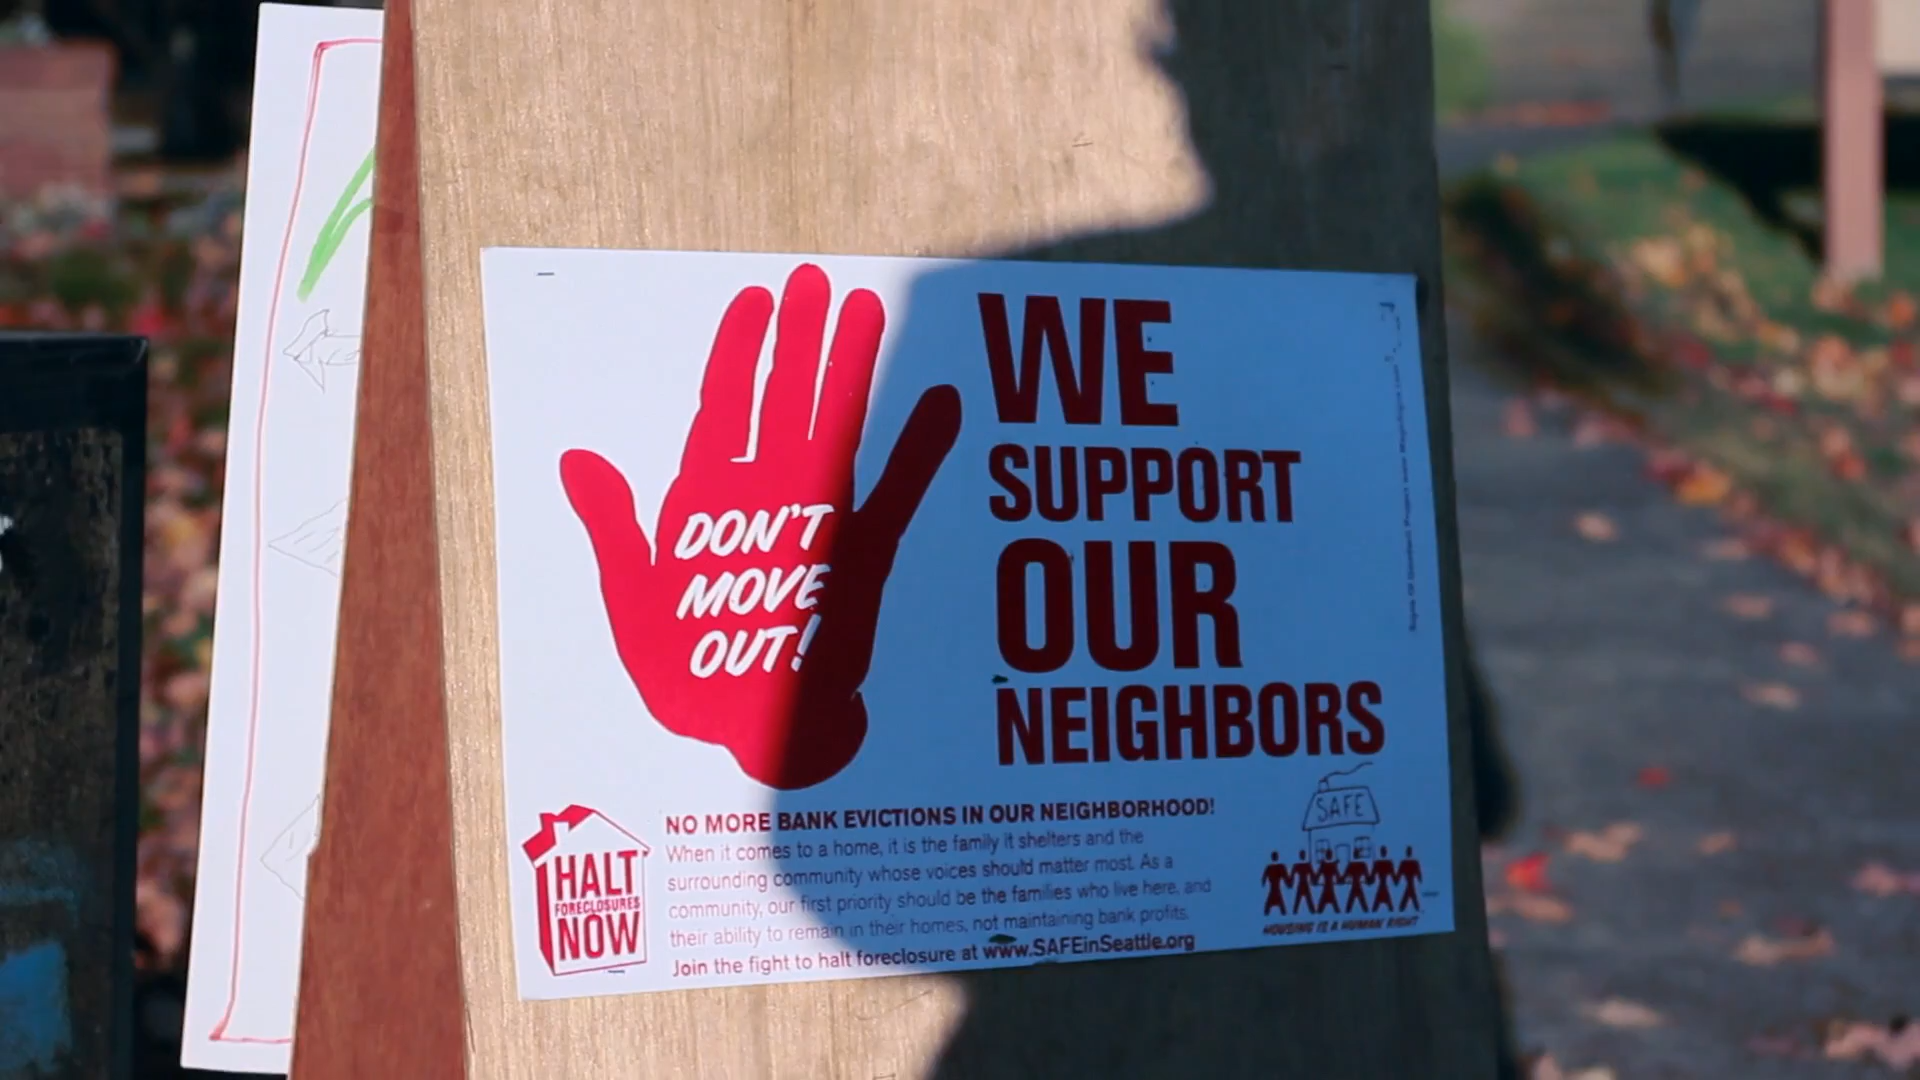 DON'T
MOVE
OUT!
WE
SUPPORT
OUR
NEIGHBORS
HALT
FORECLOSURES
NOW
NO MORE BANK EVICTIONS IN OUR NEIGHBORHOOD!
When it comes to a home, it is the family it shelters and the
surrounding community whose voices should matter most. As a
community, our first priority should be the families who live here, and
their ability to remain in their homes, not maintaining bank profits.
Join the fight to halt foreclosure at www.SAFEinSeattle.org
SAFE
HOUSING IS A HUMAN RIGHT